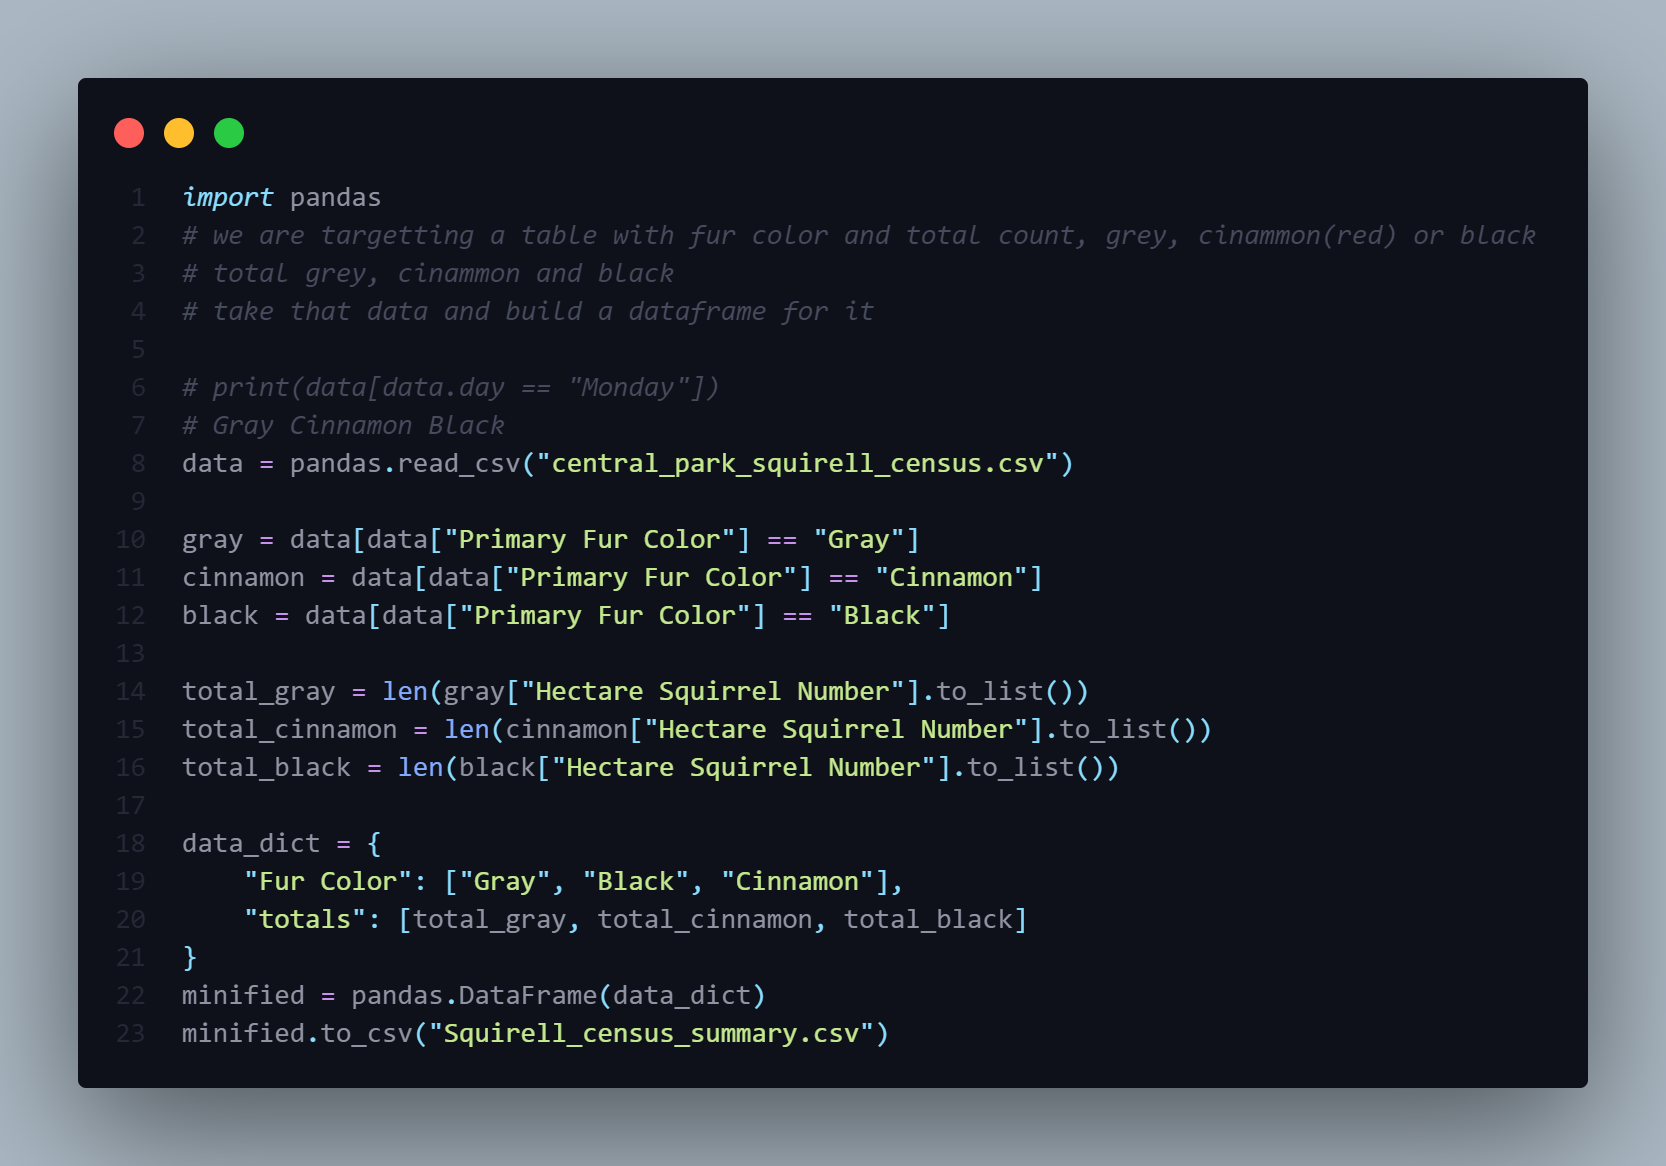 1 import pandas
2 # we are targetting a table with fur color and total count, grey, cinammon(red) or black
3 # total grey, cinammon and black
4 # take that data and build a dataframe for it
5
6 # print(data[data.day == "Monday"])
7 # Gray Cinnamon Black
8 data = pandas.read_csv("central_park_squirell_census.csv")
9
10 gray = data[data["Primary Fur Color"] == "Gray"]
11 cinnamon = data[data["Primary Fur Color"] == "Cinnamon"]
12 black = data[data["Primary Fur Color"] == "Black"]
13
14 total_gray = len(gray["Hectare Squirrel Number"].to_list())
15 total_cinnamon = len(cinnamon["Hectare Squirrel Number"].to_list())
16 total_black = len(black["Hectare Squirrel Number"].to_list())
17
18 data_dict = {
19     "Fur Color": ["Gray", "Black", "Cinnamon"],
20     "totals": [total_gray, total_cinnamon, total_black]
21 }
22 minified = pandas.DataFrame(data_dict)
23 minified.to_csv("Squirell_census_summary.csv")